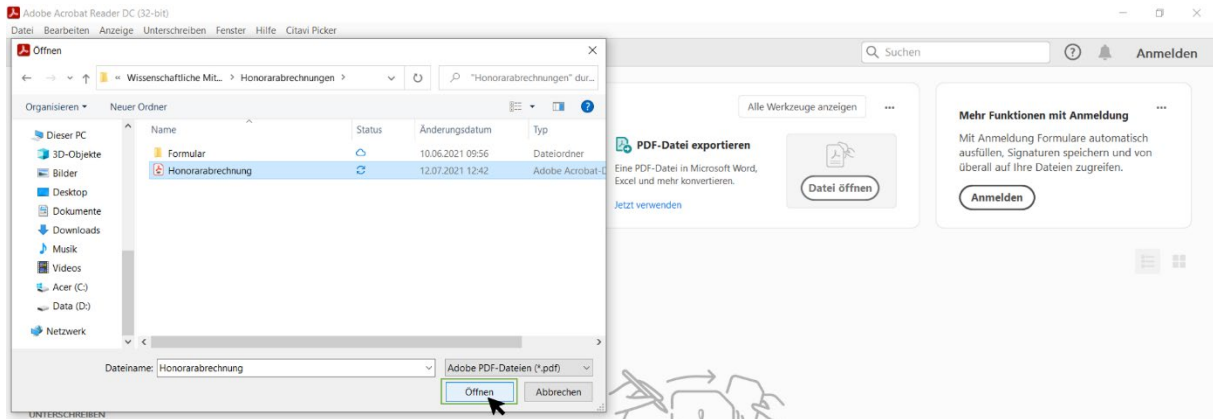 Adobe Acrobat Reader DC (32-bit)
Datei Bearbeiten Anzeige Unterschreiben Fenster Hilfe Citavi Picker
Öffnen
« Wissenschaftliche Mit... > Honorarabrechnungen >
"Honorarabrechnungen" dur...
Organisieren
Neuer Ordner
Name Status Änderungsdatum Typ
Formular 10.06.2021 09:56 Dateiordner
Honorarabrechnung 12.07.2021 12:42 Adobe Acrobat-D
Dieser PC
3D-Objekte
Bilder
Desktop
Dokumente
Downloads
Musik
Videos
Acer (C:)
Data (D:)
Netzwerk
Dateiname: Honorarabrechnung
Adobe PDF-Dateien (*.pdf)
Öffnen
Abbrechen
UNTERSCHREIBEN
Suchen
Anmelden
Alle Werkzeuge anzeigen
PDF-Datei exportieren
Eine PDF-Datei in Microsoft Word,
Excel und mehr konvertieren.
Jetzt verwenden
Datei öffnen
Mehr Funktionen mit Anmeldung
Mit Anmeldung Formulare automatisch
ausfüllen, Signaturen speichern und von
überall auf Ihre Dateien zugreifen.
Anmelden